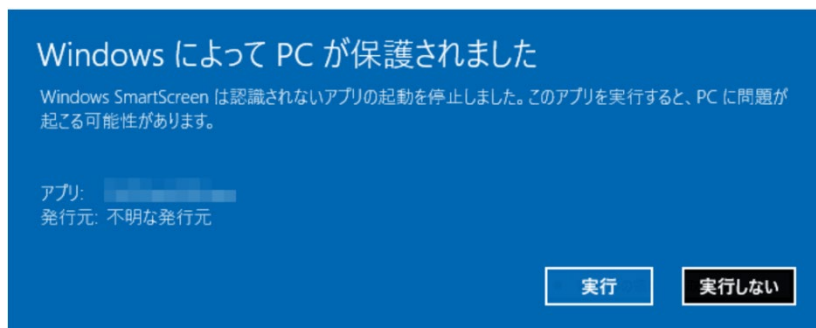 Windows によって PC が保護されました
Windows SmartScreen は認識されないアプリの起動を停止しました。このアプリを実行すると、PC に問題が
起こる可能性があります。
アプリ:
発行元: 不明な発行元
実行
実行しない